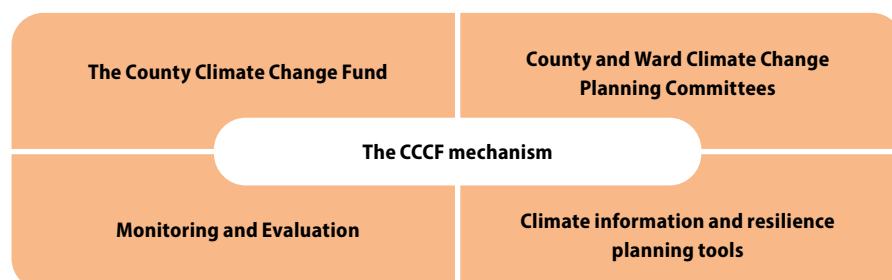 The County Climate Change Fund
County and Ward Climate Change
Planning Committees
The CCCF mechanism
Monitoring and Evaluation
Climate information and resilience
planning tools